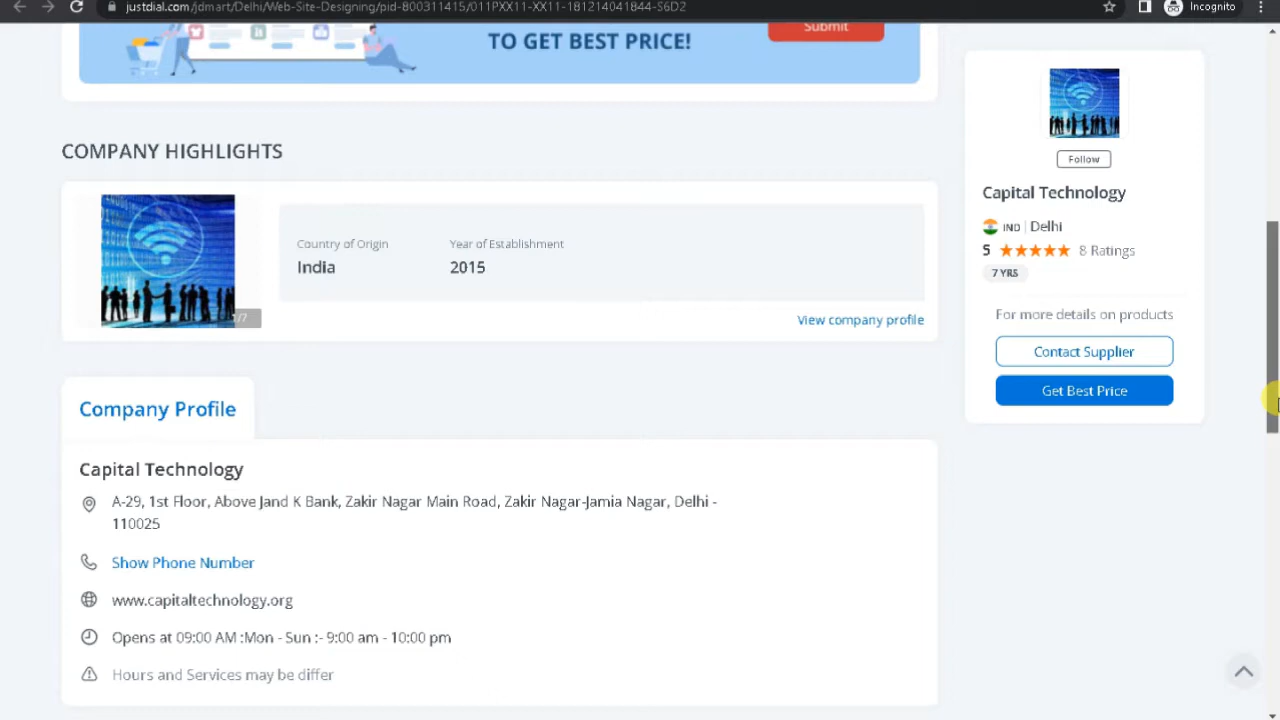 justdial.com/jdmart/Delhi/Web-Site-Designing/pid-800311415/011PXX11-XX11-181214041844-S6D2
Incognito
TO GET BEST PRICE!
Submit
COMPANY HIGHLIGHTS
Country of Origin
India
Year of Establishment
2015
1/7
View company profile
Company Profile
Capital Technology
A-29, 1st Floor, Above Jand K Bank, Zakir Nagar Main Road, Zakir Nagar-Jamia Nagar, Delhi -
110025
Show Phone Number
www.capitaltechnology.org
Opens at 09:00 AM :Mon - Sun :- 9:00 am - 10:00 pm
Hours and Services may be differ
Follow
Capital Technology
IND | Delhi
5 8 Ratings
7 YRS
For more details on products
Contact Supplier
Get Best Price